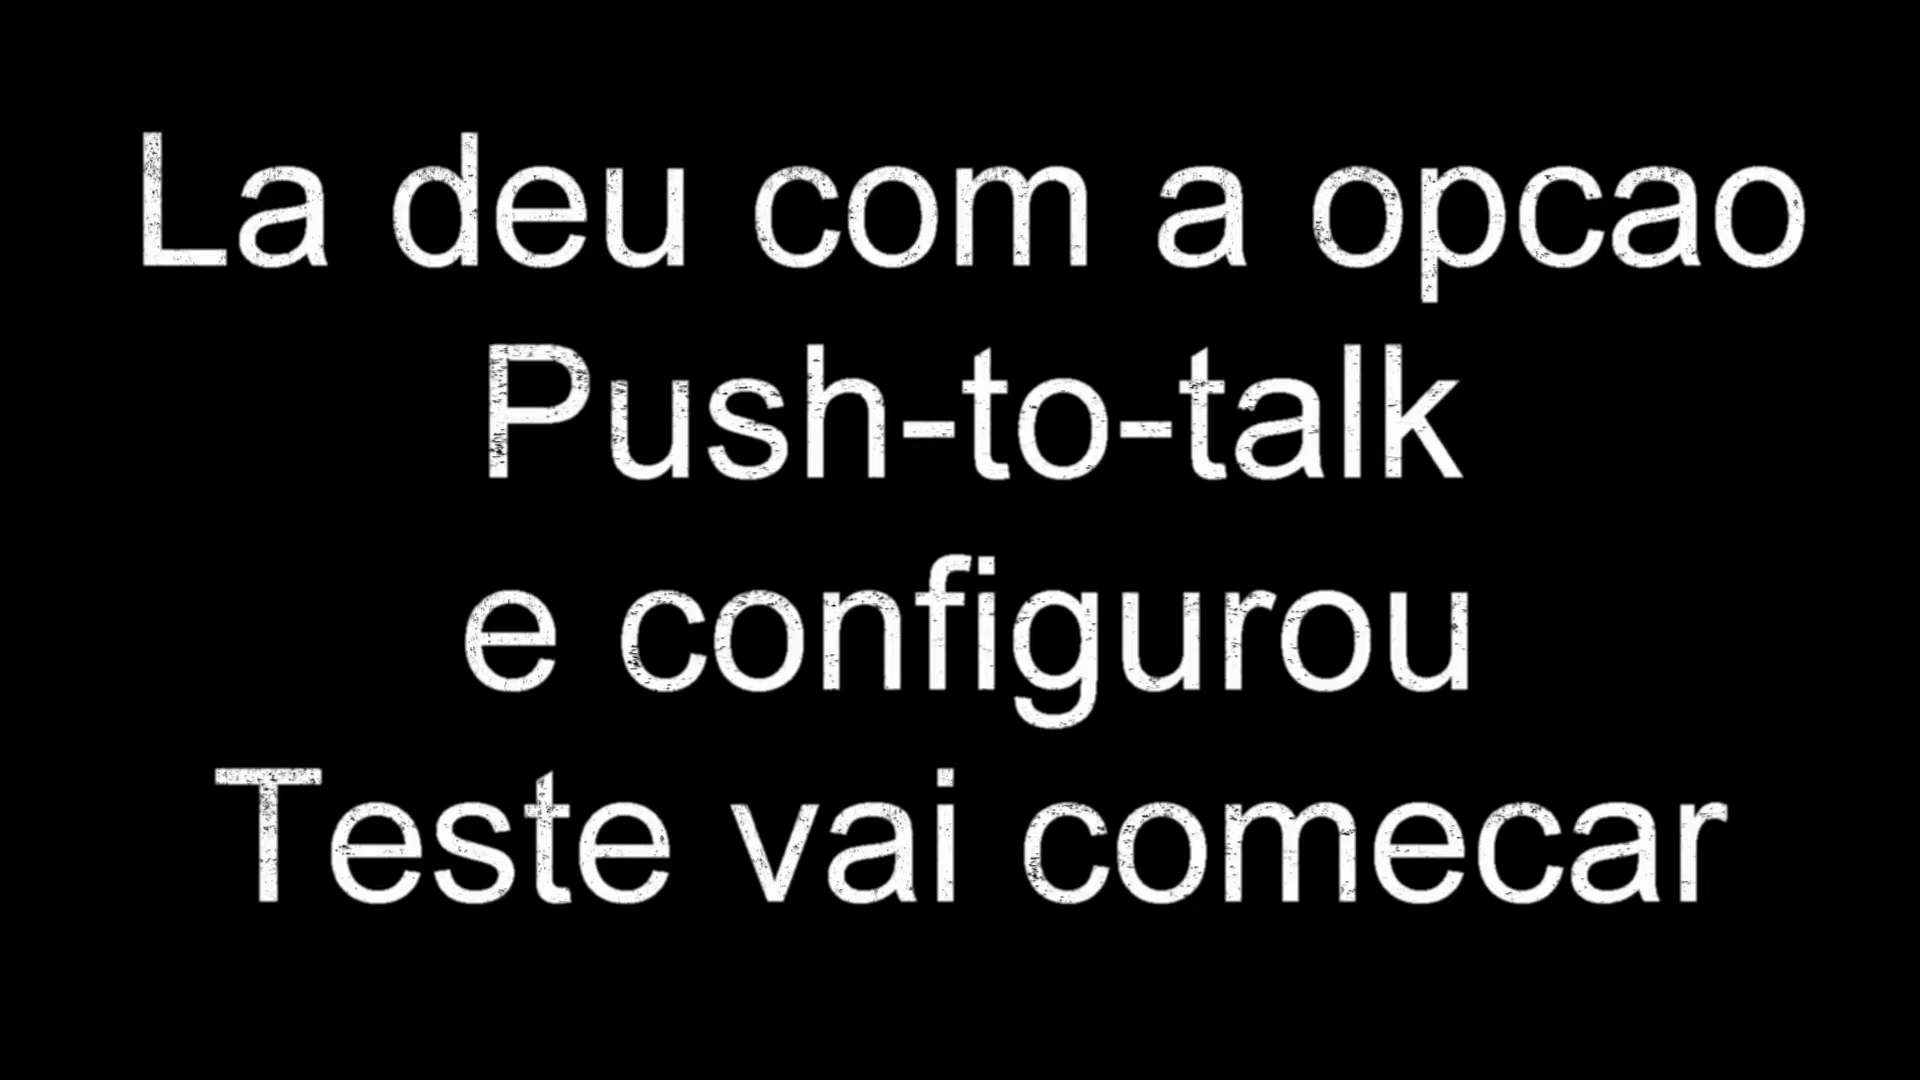 La deu com a opcao
Push-to-talk
e configurou
Teste vai comecar